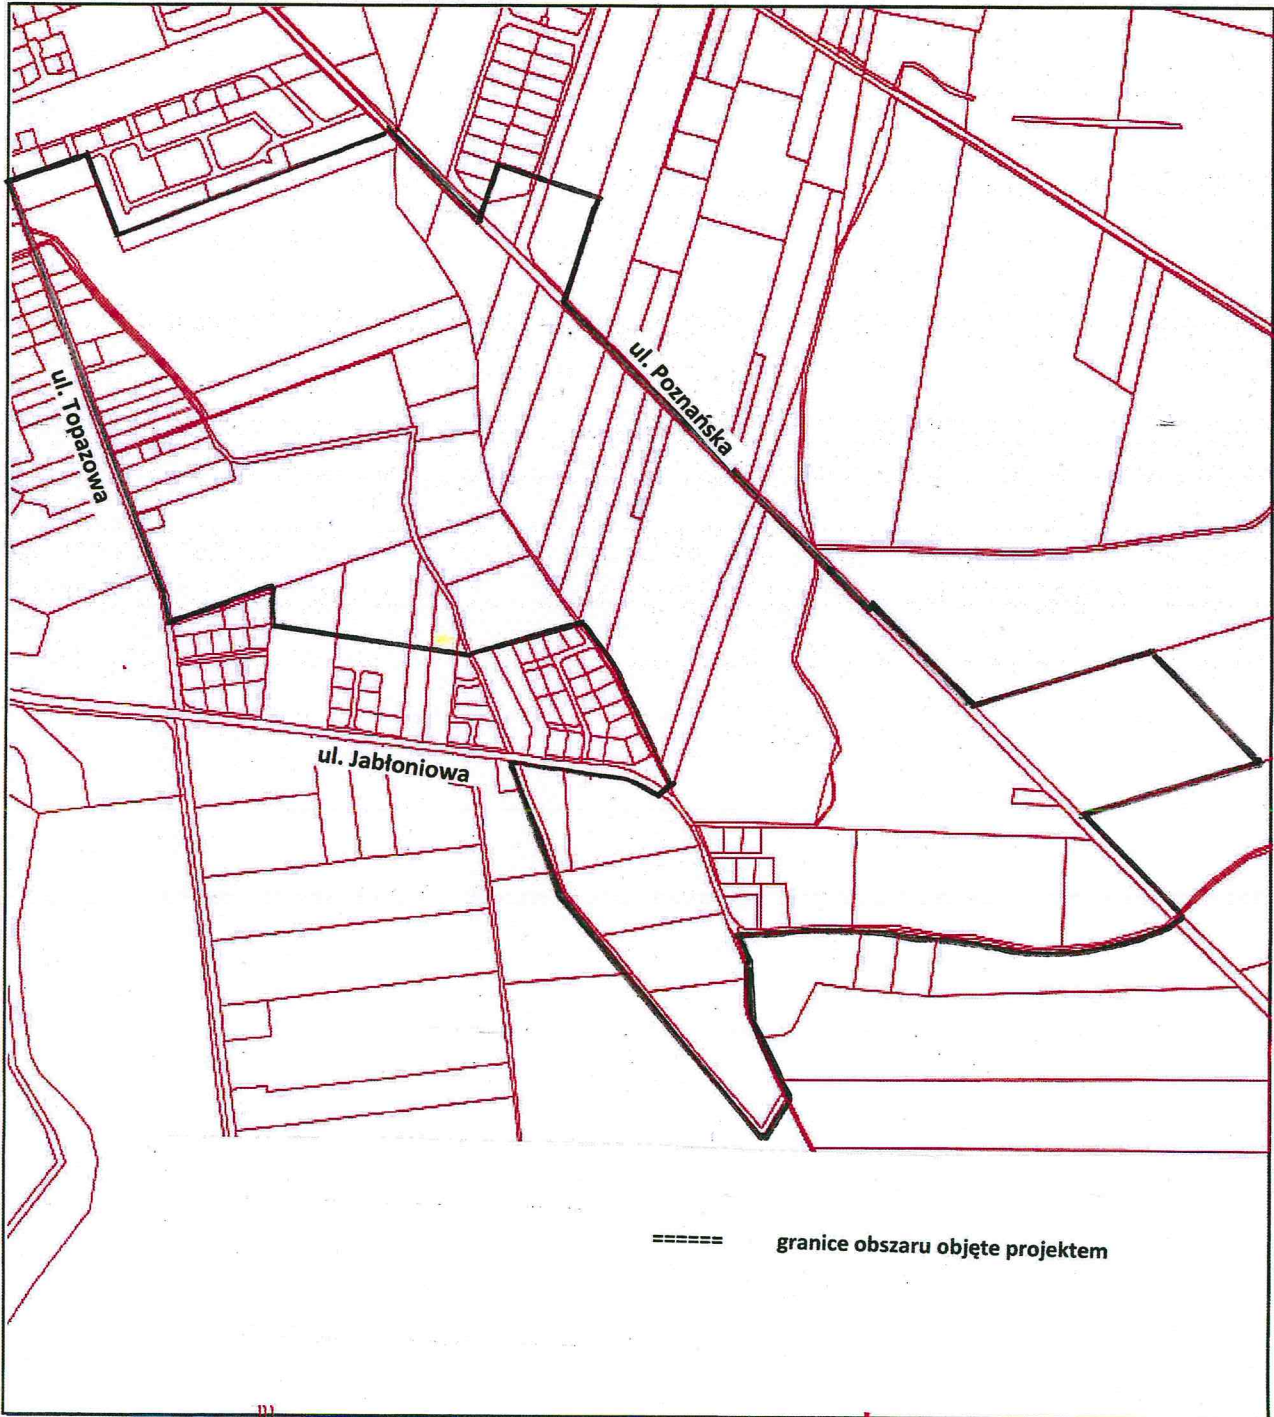 ul. Poznańska
ul. Topazowa
ul. Jabłoniowa
====== granice obszaru objęte projektem